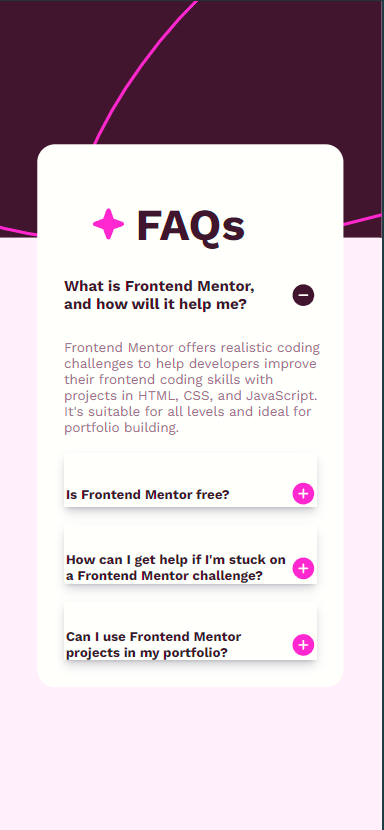 FAQs
What is Frontend Mentor,
and how will it help me?
Frontend Mentor offers realistic coding
challenges to help developers improve
their frontend coding skills with
projects in HTML, CSS, and JavaScript.
It's suitable for all levels and ideal for
portfolio building.
Is Frontend Mentor free?
How can I get help if I'm stuck on
a Frontend Mentor challenge?
Can I use Frontend Mentor
projects in my portfolio?